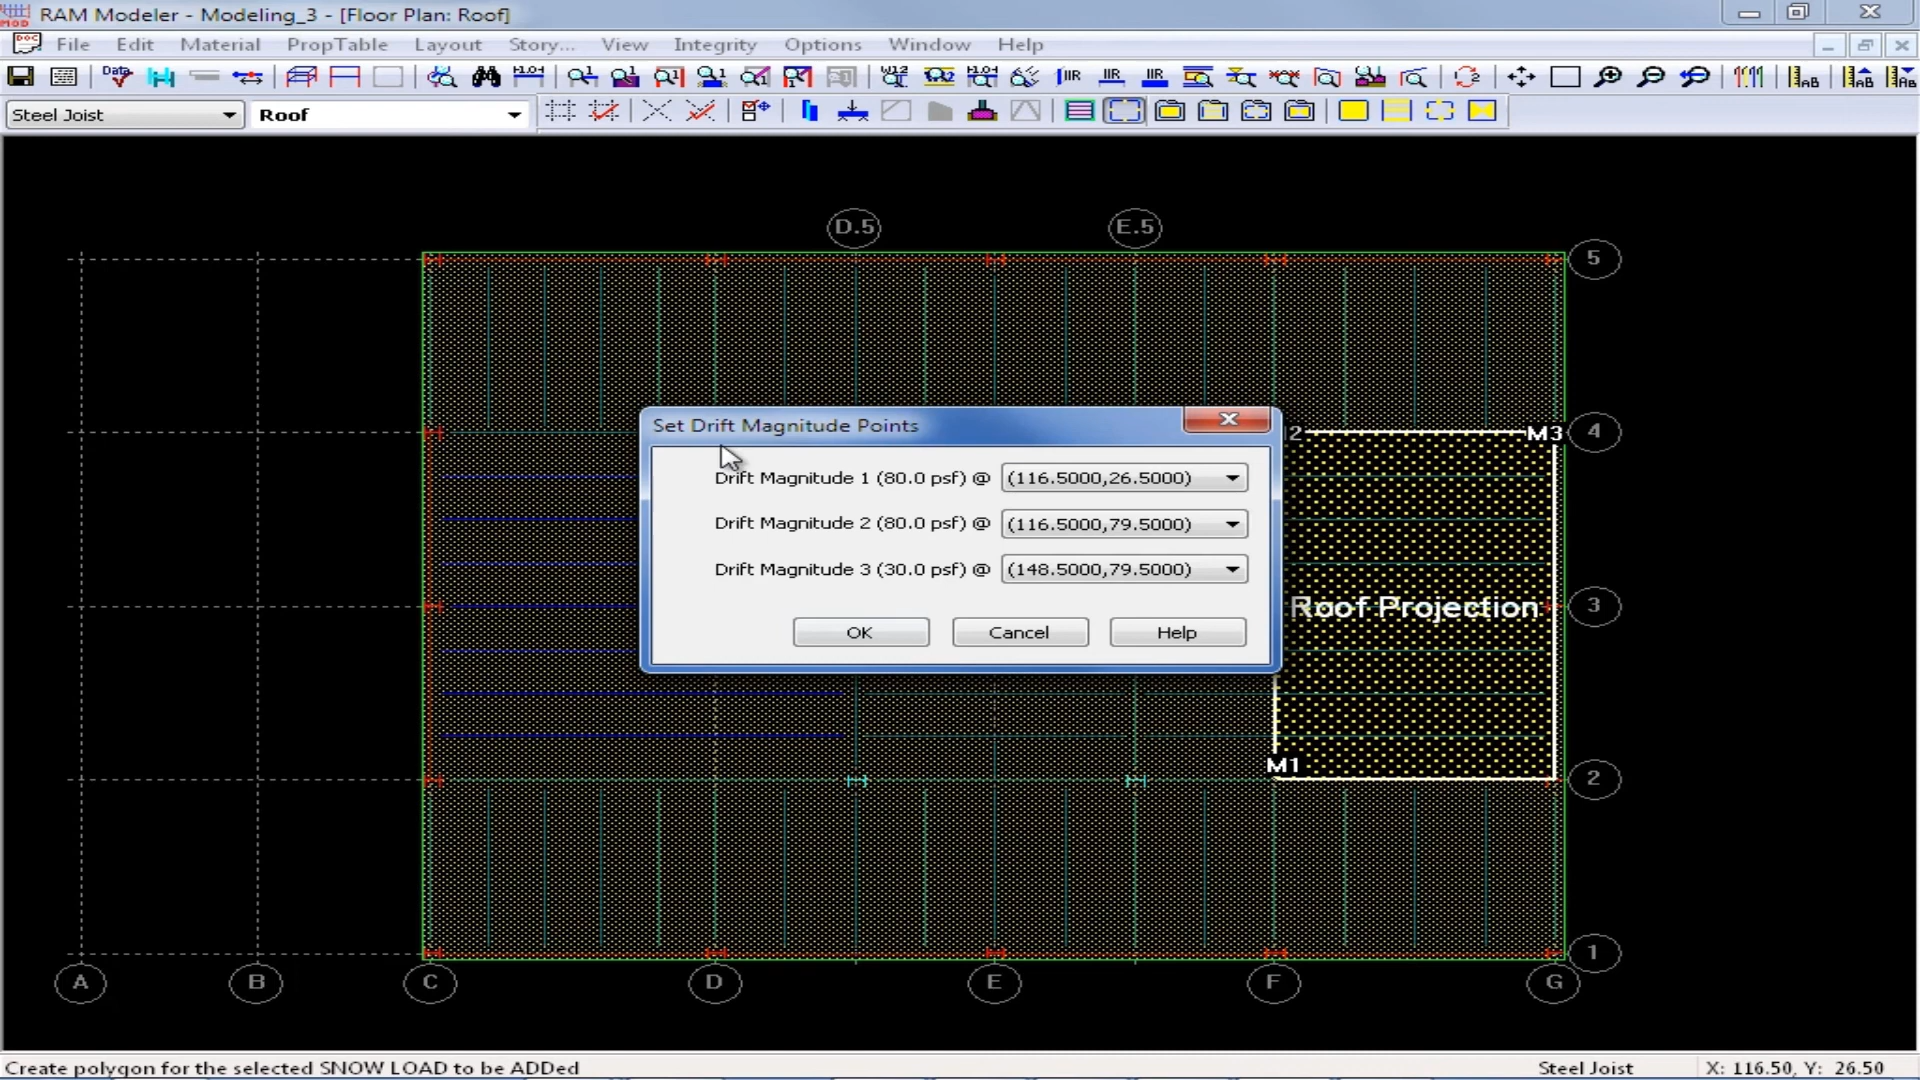 RAM Modeler - Modeling_3 - [Floor Plan: Roof]
File Edit Material PropTable Layout Story... View Integrity Options Window Help
Steel Joist Roof
D.5 E.5
5
Set Drift Magnitude Points
2 M3 4
Drift Magnitude 1 (80.0 psf) @ (116.5000,26.5000)
Drift Magnitude 2 (80.0 psf) @ (116.5000,79.5000)
Drift Magnitude 3 (30.0 psf) @ (148.5000,79.5000)
Roof Projection 3
OK Cancel Help
M1 2
1
A B C D E F G
Create polygon for the selected SNOW LOAD to be ADDed Steel Joist X: 116.50, Y: 26.50